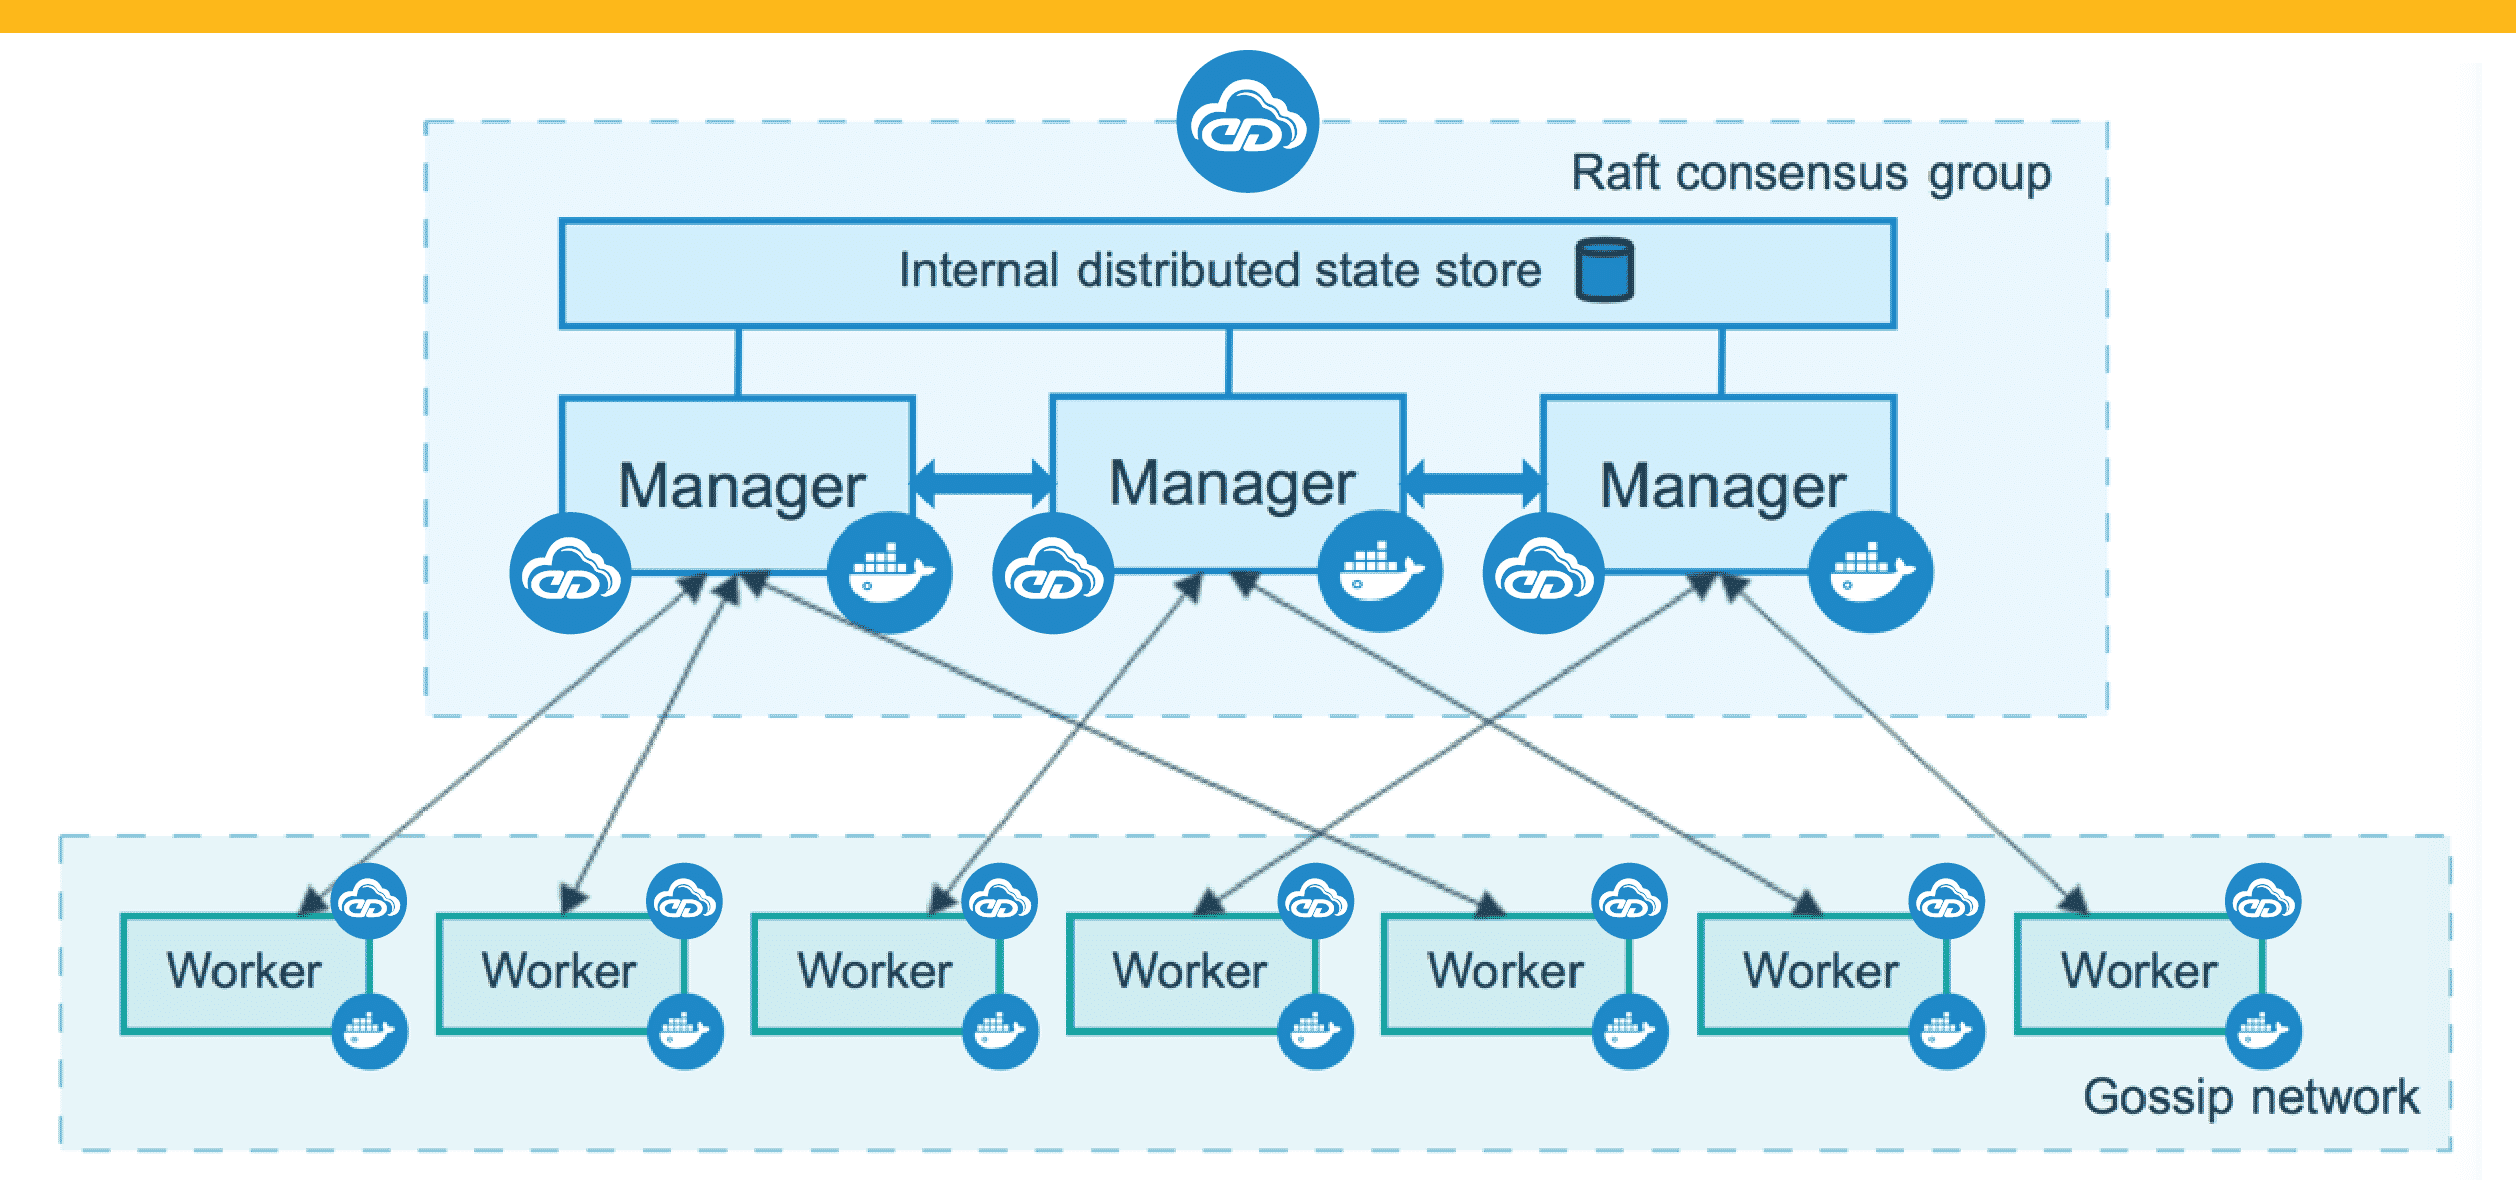 Raft consensus group
Internal distributed state store
Manager
Manager
Manager
Worker
Worker
Worker
Worker
Worker
Worker
Worker
Gossip network